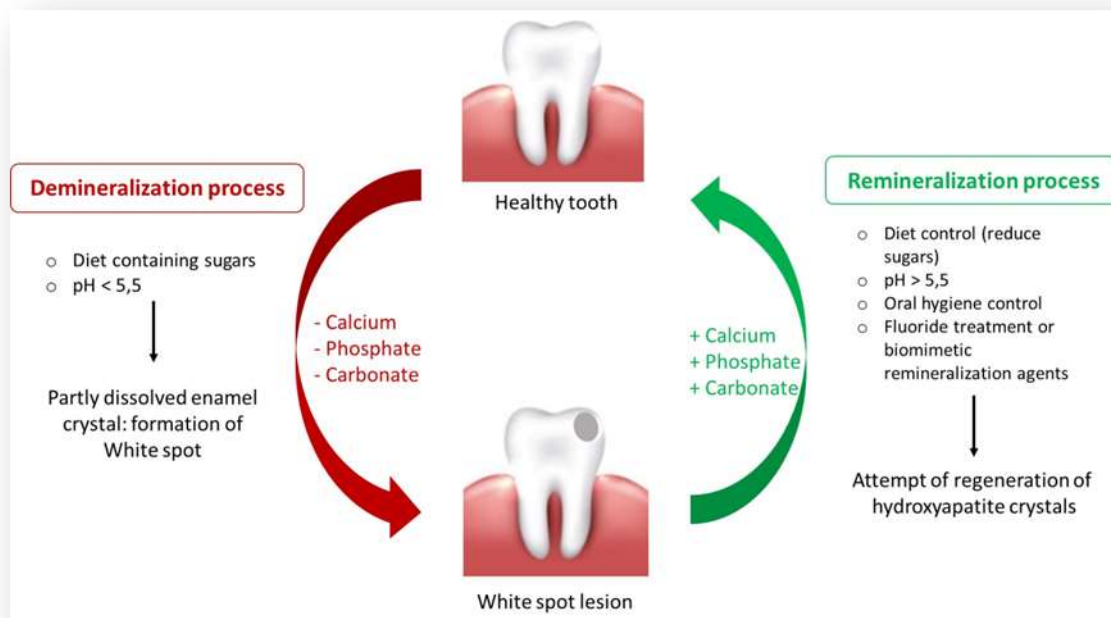 Healthy tooth
Demineralization process
o Diet containing sugars
o pH < 5,5
Partly dissolved enamel
crystal: formation of
White spot
- Calcium
- Phosphate
- Carbonate
+ Calcium
+ Phosphate
+ Carbonate
Remineralization process
o Diet control (reduce
sugars)
o pH > 5,5
o Oral hygiene control
o Fluoride treatment or
biomimetic
remineralization agents
Attempt of regeneration of
hydroxyapatite crystals
White spot lesion